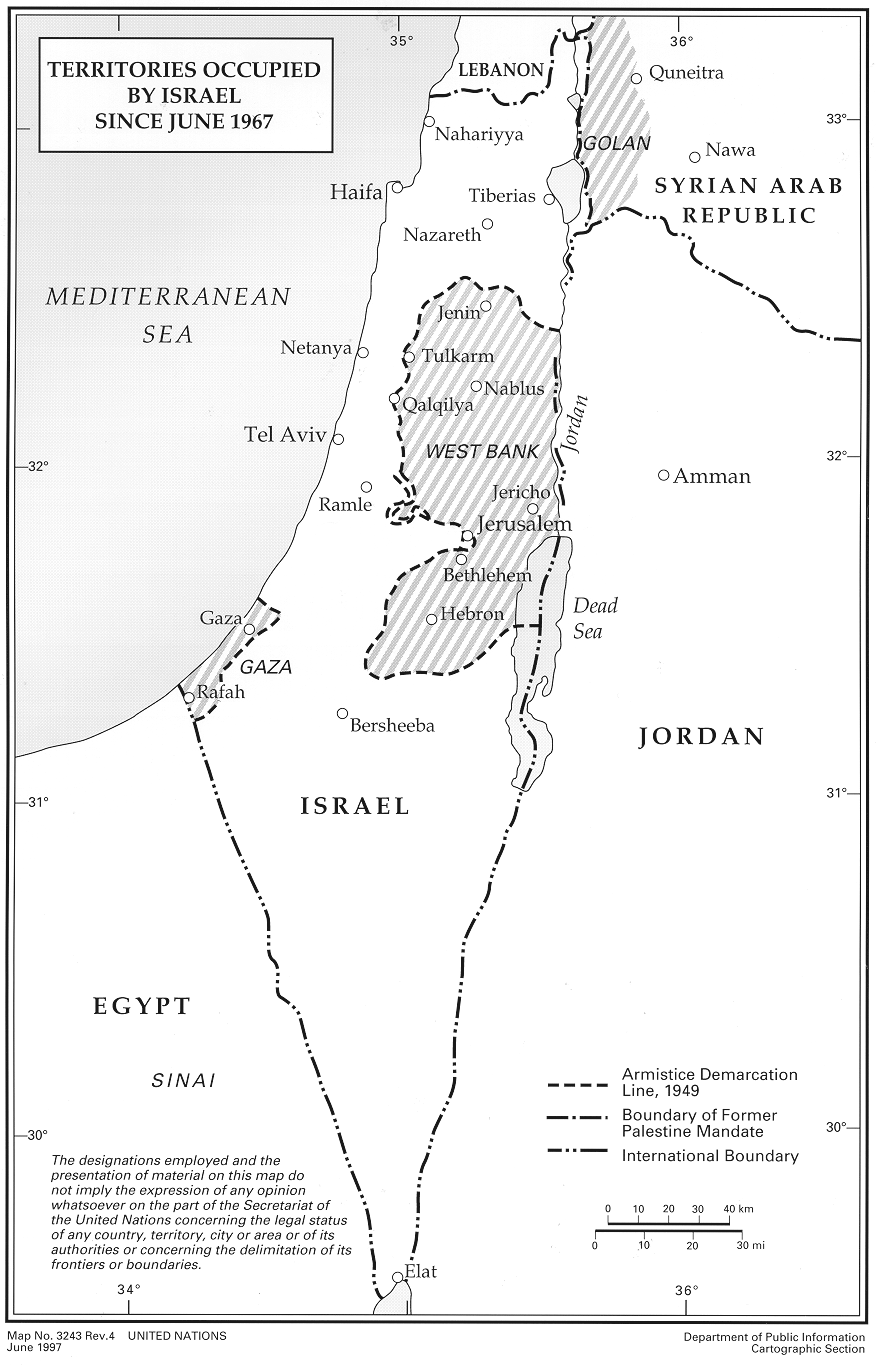 35°
36°
TERRITORIES OCCUPIED
BY ISRAEL
SINCE JUNE 1967
LEBANON
Quneitra
33°
Nahariyya
GOLAN
Nawa
Haifa
Tiberias
SYRIAN ARAB
REPUBLIC
Nazareth
MEDITERRANEAN
SEA
Jenin
Netanya
Tulkarm
Nablus
Qalqilya
Jordan
Tel Aviv
WEST BANK
32°
32°
Amman
Jericho
Ramle
Jerusalem
Bethlehem
Dead
Sea
Hebron
Gaza
GAZA
Rafah
Bersheeba
JORDAN
31°
ISRAEL
31°
EGYPT
SINAI
Armistice Demarcation
Line, 1949
Boundary of Former
Palestine Mandate
International Boundary
30°
30°
The designations employed and the
presentation of material on this map do
not imply the expression of any opinion
whatsoever on the part of the Secretariat of
the United Nations concerning the legal status
of any country, territory, city or area or of its
authorities or concerning the delimitation of its
frontiers or boundaries.
0 10 20 30 40 km
0 10 20 30 mi
Elat
34°
36°
Map No. 3243 Rev.4 UNITED NATIONS
June 1997
Department of Public Information
Cartographic Section